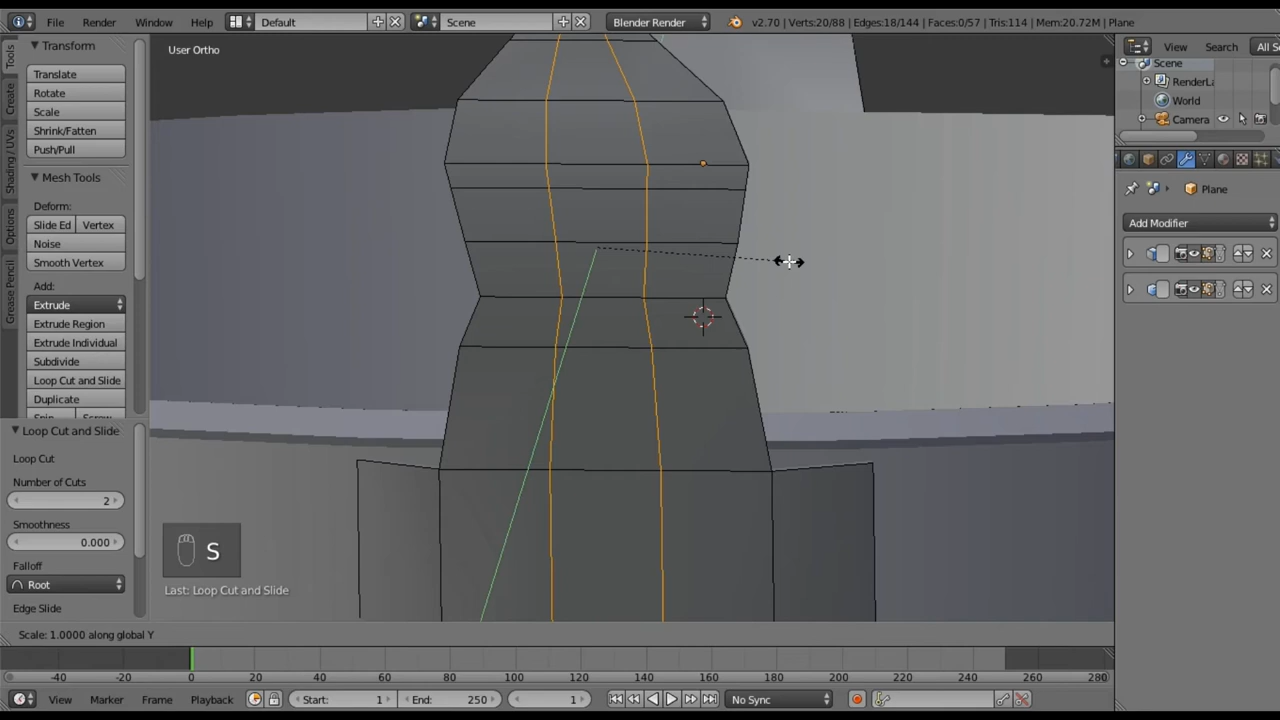 File Render Window Help Default Scene Blender Render v2.70 | Verts:20/88 | Edges:18/144 | Faces:0/57 | Tris:114 | Mem:20.72M | Plane
Tools
Create
Shading / UVs
Options
Grease Pencil
Transform
Translate
Rotate
Scale
Shrink/Fatten
Push/Pull
Mesh Tools
Deform:
Slide Ed Vertex
Noise
Smooth Vertex
Add:
Extrude
Extrude Region
Extrude Individual
Subdivide
Loop Cut and Slide
Duplicate
Spin Screw
Loop Cut and Slide
Loop Cut
Number of Cuts
2
Smoothness
0.000
Falloff
Root
Edge Slide
User Ortho
S
Last: Loop Cut and Slide
Scale: 1.0000 along global Y
View Search All S
Scene
RenderLa
World
Camera
Plane
Add Modifier
-40 -20 0 20 40 60 80 100 120 140 160 180 200 220 240 260 280
View Marker Frame Playback Start: 1 End: 250 1 No Sync